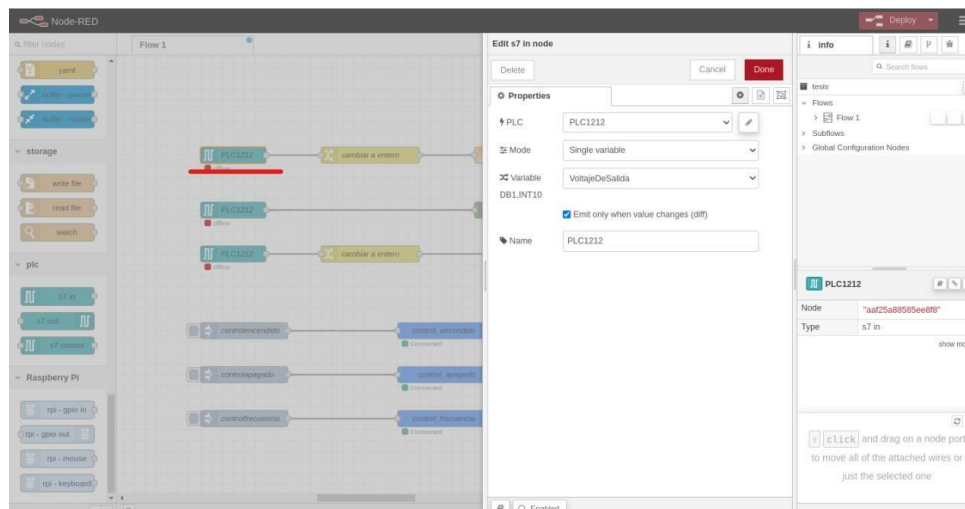 Node-RED
Deploy
filter nodes
yaml
buffer - parser
buffer - maker
storage
write file
read file
watch
plc
s7 in
s7 out
s7 control
Raspberry Pi
rpi - gpio in
rpi - gpio out
rpi - mouse
rpi - keyboard
Flow 1
PLC1212
cambiar a entero
offline
PLC1212
offline
PLC1212
cambiar a entero
offline
controlencendido
control_encendido
Connected
controlapagado
control_apagado
Connected
controlfrecuencia
control_frecuencia
Connected
Edit s7 in node
Delete
Cancel
Done
Properties
PLC
PLC1212
Mode
Single variable
Variable
VoltajeDeSalida
DB1,INT10
Emit only when value changes (diff)
Name
PLC1212
Enabled
info
i
Search flows
tesis
Flows
Flow 1
Subflows
Global Configuration Nodes
PLC1212
Node
"aaf25a88585ee8f8"
Type
s7 in
show mo
click and drag on a node port
to move all of the attached wires or
just the selected one